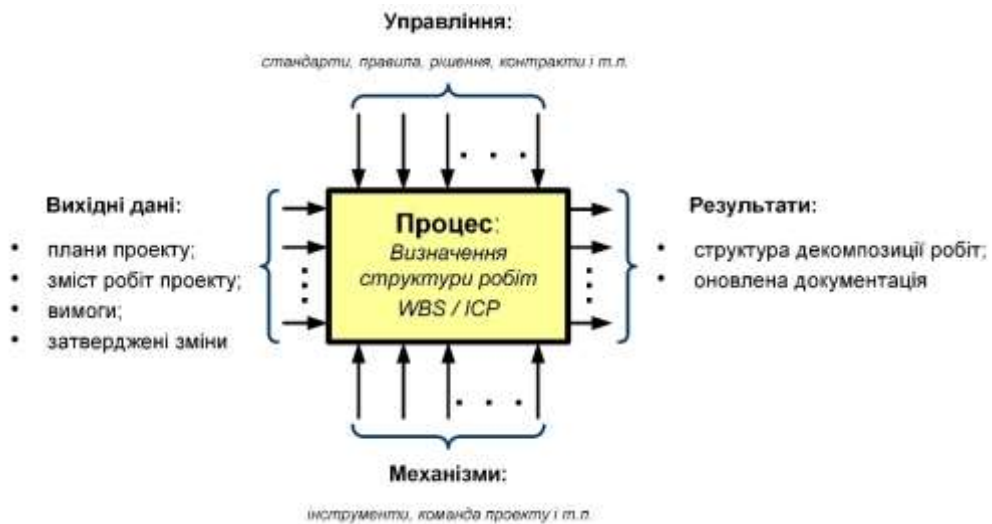 Управління:
стандарти, правила, рішення, контракти і т.п.
Вихідні дані:
• плани проекту;
• зміст робіт проекту;
• вимоги;
• затверджені зміни
Процес:
Визначення
структури робіт
WBS / ICP
Результати:
• структура декомпозиції робіт;
• оновлена документація
Механізми:
інструменти, команда проекту і т.п.